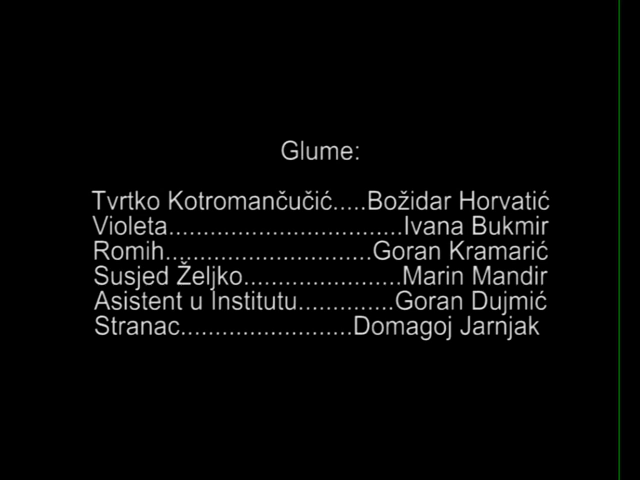 Glume:
Tvrtko Kotromančučić.....Božidar Horvatić
Violeta..................................Ivana Bukmir
Romih..............................Goran Kramarić
Susjed Željko.......................Marin Mandir
Asistent u Institutu..............Goran Dujmić
Stranac.........................Domagoj Jarnjak